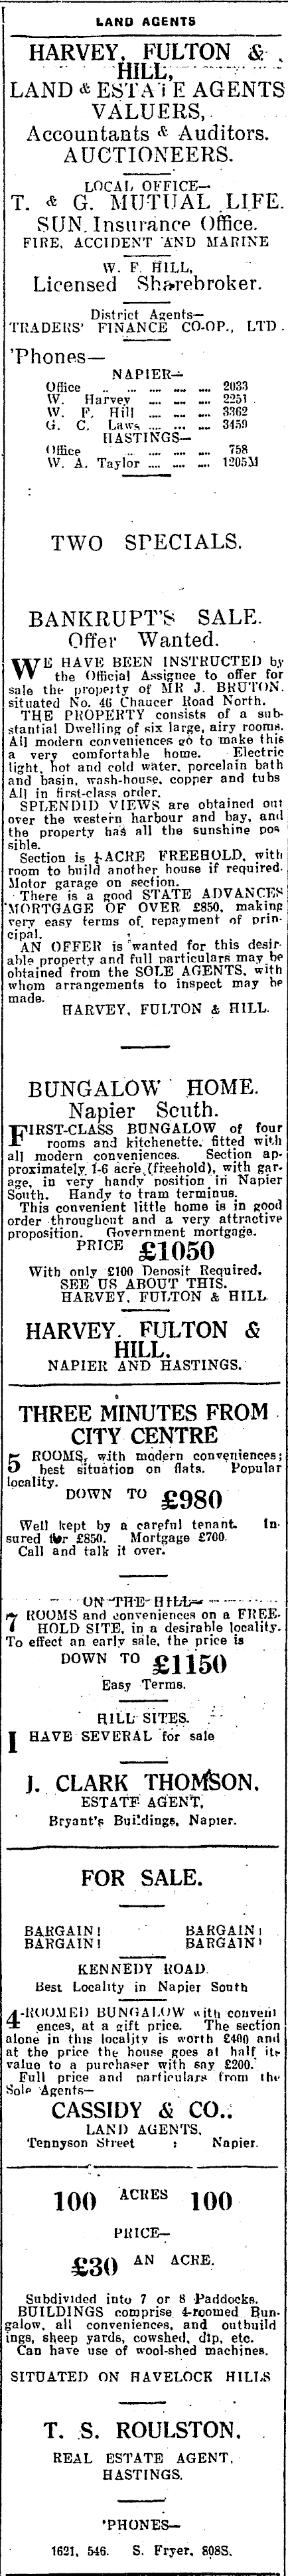 LAND AGENTS
HARVEY, FULTON &
HILL,
LAND & ESTATE AGENTS
VALUERS,
Accountants & Auditors.
AUCTIONEERS.
LOCAL OFFICE—
T. & G. MUTUAL LIFE.
SUN Insurance Office.
FIRE, ACCIDENT AND MARINE
W. F. HILL,
Licensed Sharebroker.
District Agents—
TRADERS' FINANCE CO-OP., LTD.
'Phones—
NAPIER—
Office .. .... .... .... .... 2033
W. Harvey .... .... .... 2251
W. F. Hill .... .... .... 3362
G. C. Laws .... .... .... 3459
HASTINGS—
Office .. .... .... .... .... 758
W. A. Taylor .... .... .... 1205M
TWO SPECIALS.
BANKRUPT'S SALE.
Offer Wanted.
WE HAVE BEEN INSTRUCTED by
the Official Assignee to offer for
sale the property of MR J. BRUTON.
situated No. 46 Chaucer Road North.
THE PROPERTY consists of a sub-
stantial Dwelling of six large, airy rooms.
All modern conveniences go to make this
a very comfortable home. Electric
light, hot and cold water, porcelain bath
and basin, wash-house, copper and tubs
All in first-class order.
SPLENDID VIEWS are obtained out
over the western harbour and bay, and
the property has all the sunshine pos
sible.
Section is ¼-ACRE FREEHOLD, with
room to build another house if required.
Motor garage on section.
There is a good STATE ADVANCES
MORTGAGE OF OVER £850, making
very easy terms of repayment of prin-
cipal.
AN OFFER is wanted for this desir-
able property and full particulars may be
obtained from the SOLE AGENTS, with
whom arrangements to inspect may be
made.
HARVEY, FULTON & HILL.
BUNGALOW HOME.
Napier South.
FIRST-CLASS BUNGALOW of four
rooms and kitchenette, fitted with
all modern conveniences. Section ap-
proximately 1-6 acre (freehold), with gar-
age, in very handy position in Napier
South. Handy to tram terminus.
This convenient little home is in good
order throughout and a very attractive
proposition. Government mortgage.
PRICE £1050
With only £100 Deposit Required.
SEE US ABOUT THIS.
HARVEY, FULTON & HILL
HARVEY, FULTON &
HILL,
NAPIER AND HASTINGS.
THREE MINUTES FROM
CITY CENTRE
5 ROOMS, with modern conveniences;
best situation on flats. Popular
locality.
DOWN TO £980
Well kept by a careful tenant. In-
sured for £850. Mortgage £700.
Call and talk it over.
ON THE HILL—
7 ROOMS and conveniences on a FREE-
HOLD SITE, in a desirable locality.
To effect an early sale, the price is
DOWN TO £1150
Easy Terms.
HILL SITES.
I HAVE SEVERAL for sale
J. CLARK THOMSON,
ESTATE AGENT,
Bryant's Buildings, Napier.
FOR SALE.
BARGAIN! BARGAIN!
BARGAIN! BARGAIN!
KENNEDY ROAD.
Best Locality in Napier South
4-ROOMED BUNGALOW with conveni
ences, at a gift price. The section
alone in this locality is worth £400 and
at the price the house goes at half its
value to a purchaser with say £200.
Full price and particulars from the
Sole Agents—
CASSIDY & CO.,
LAND AGENTS,
Tennyson Street : Napier.
100 ACRES 100
PRICE—
£30 AN ACRE.
Subdivided into 7 or 8 Paddocks.
BUILDINGS comprise 4-roomed Bun-
galow, all conveniences, and outbuild
ings, sheep yards, cowshed, dip, etc.
Can have use of wool-shed machines.
SITUATED ON HAVELOCK HILLS
T. S. ROULSTON,
REAL ESTATE AGENT,
HASTINGS.
'PHONES—
1621, 546. S. Fryer, 808S.